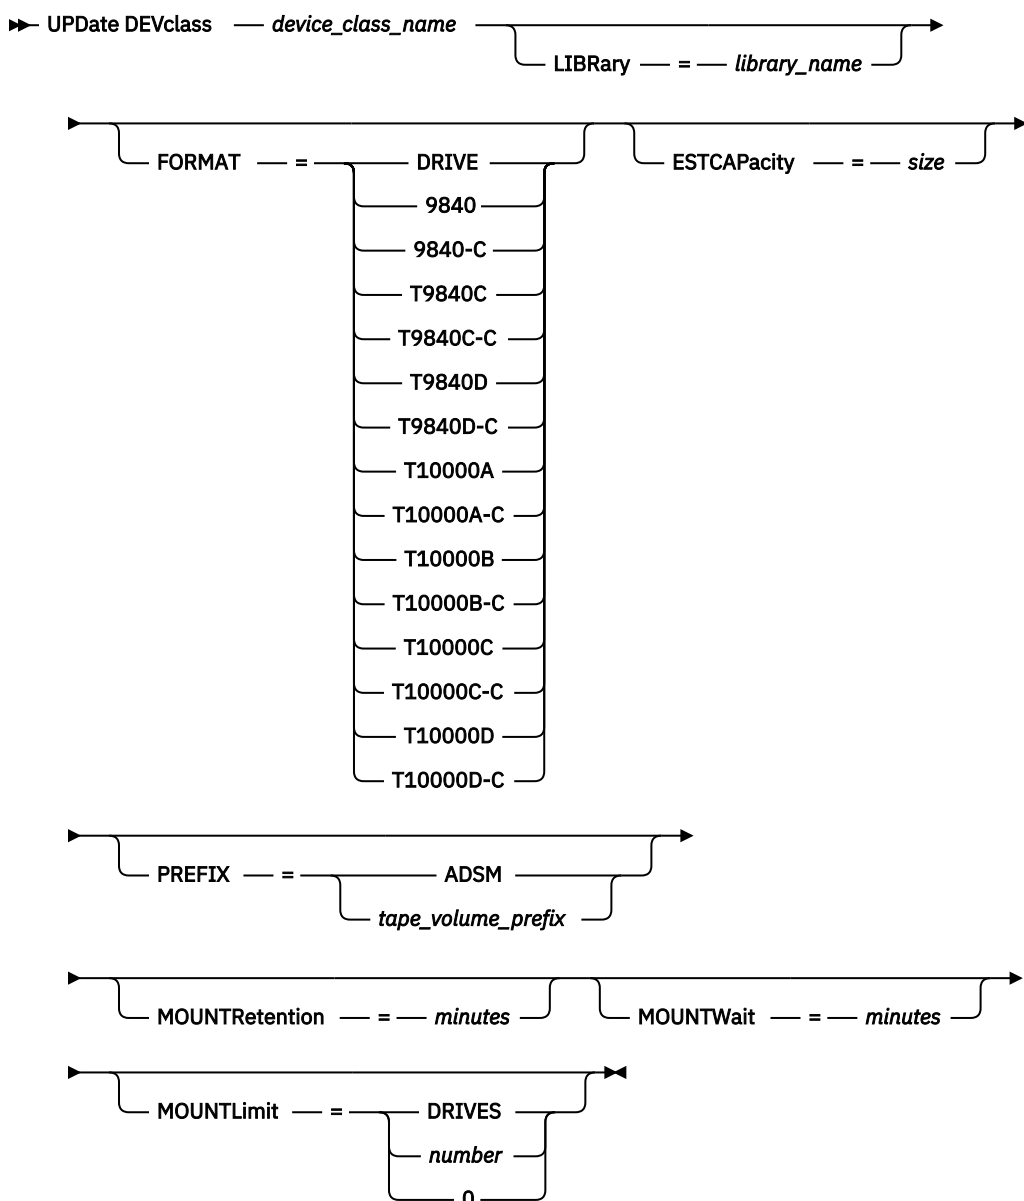 UPDate DEVclass device_class_name
LIBRary = library_name
FORMAT = DRIVE ESTCAPacity = size
9840
9840-C
T9840C
T9840C-C
T9840D
T9840D-C
T10000A
T10000A-C
T10000B
T10000B-C
T10000C
T10000C-C
T10000D
T10000D-C
PREFIX = ADSM
tape_volume_prefix
MOUNTRetention = minutes MOUNTWait = minutes
MOUNTLimit = DRIVES
number
0